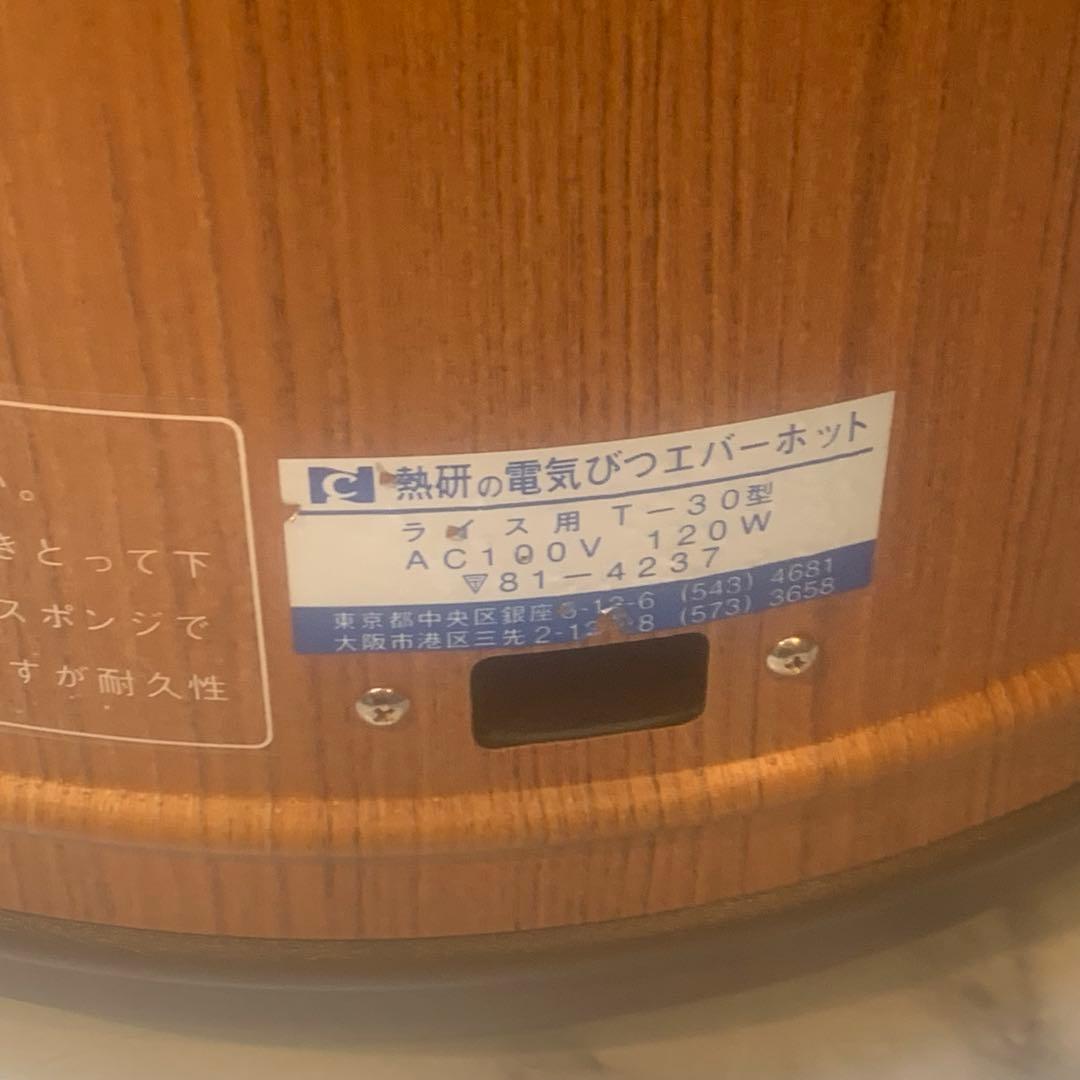 い。
きとって下
スポンジで
すが耐久性
C 熱研の電気びつエバーホット
ライス用 T-30型
AC100V 120W
〒81-4237
東京都中央区銀座 -12-6 (543) 4681
大阪市港区三先2-1 -8 (573) 3658